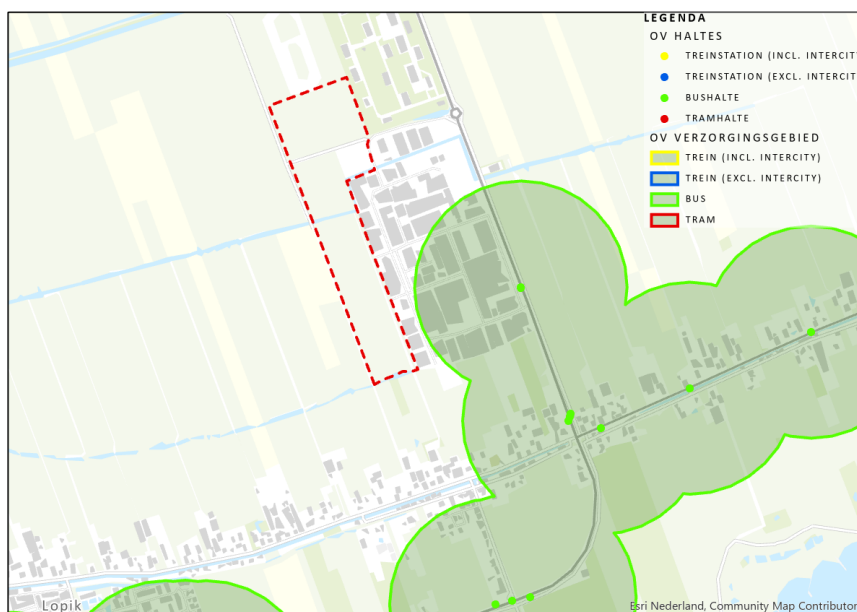 LEGENDA
OV HALTES
TREINSTATION (INCL. INTERCITY
TREINSTATION (EXCL. INTERCIT
BUSHALTE
TRAMHALTE
OV VERZORGINGSGEBIED
TREIN (INCL. INTERCITY)
TREIN (EXCL. INTERCITY)
BUS
TRAM
Lopik
Esri Nederland, Community Map Contributor